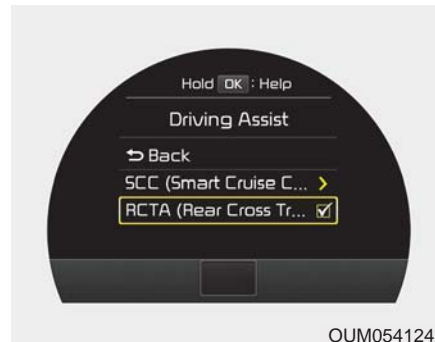 Hold OK : Help
Driving Assist
Back
SCC (Smart Cruise C...
RCTA (Rear Cross Tr...
OUM054124